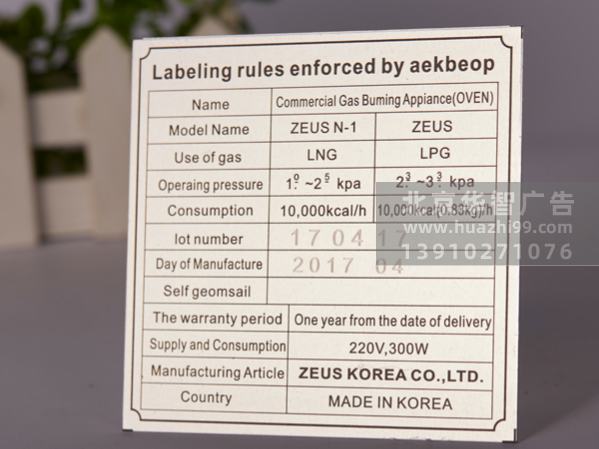 Labeling rules enforced by aekbeop
Name Commercial Gas Buming Appiance(OVEN)
Model Name ZEUS N-1 ZEUS
Use of gas LNG LPG
Operaing pressure kpa kpa
Consumption 10,000kcal/h 10,000kcal(0.83kg)/h
lot number 17 04 17
Day of Manufacture 2017 04
Self geomsail
The warranty period One year from the date of delivery
Supply and Consumption 220V,300W
Manufacturing Article ZEUS KOREA CO.,LTD.
Country MADE IN KOREA
北京华智广告
www.huazhi99.com
13910271076